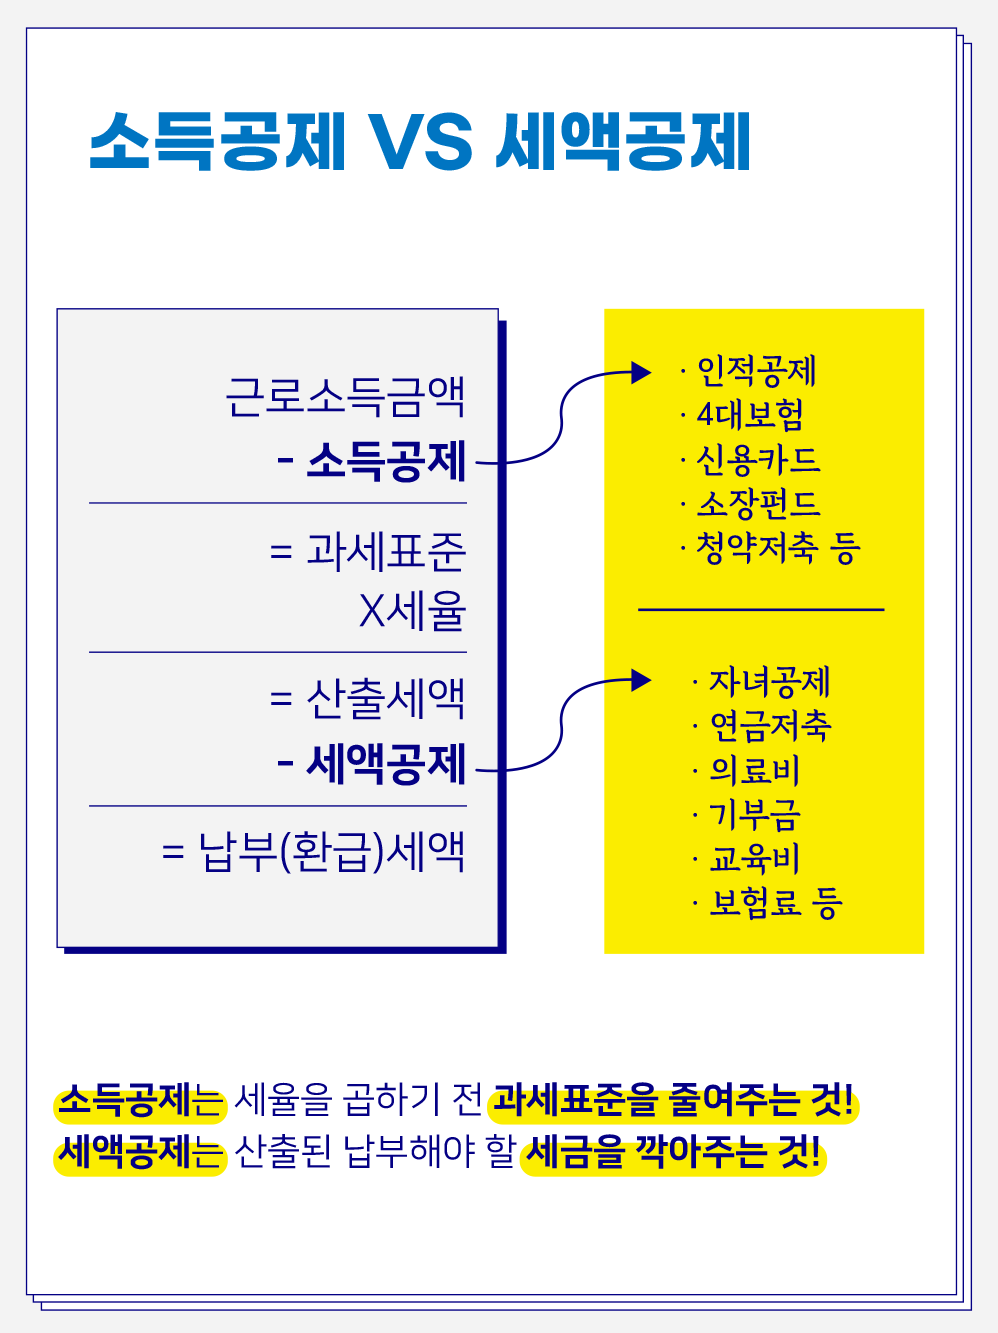 소득공제 VS 세액공제
근로소득금액
- 소득공제
= 과세표준
X세율
= 산출세액
- 세액공제
= 납부(환급)세액
· 인적공제
· 4대보험
· 신용카드
· 소장펀드
· 청약저축 등
· 자녀공제
· 연금저축
· 의료비
· 기부금
· 교육비
· 보험료 등
소득공제는 세율을 곱하기 전 과세표준을 줄여주는 것!
세액공제는 산출된 납부해야 할 세금을 깎아주는 것!